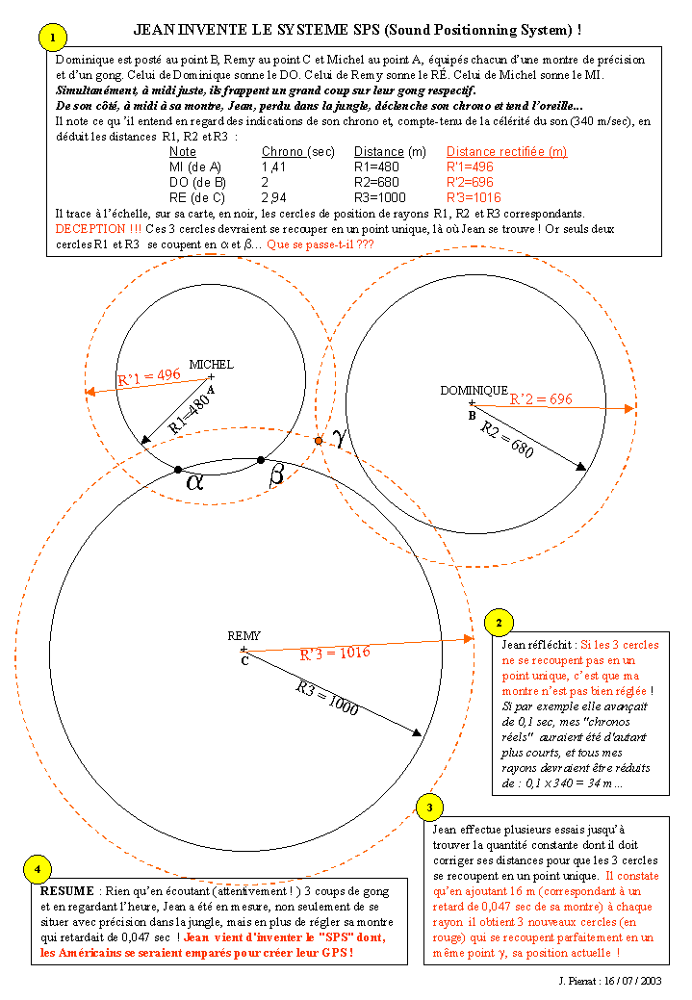 1
JEAN INVENTE LE SYSTEME SPS (Sound Positionning System) !
Dominique est posté au point B, Remy au point C et Michel au point A, équipés chacun d'une montre de précision
et d'un gong. Celui de Dominique sonne le DO. Celui de Remy sonne le RÉ. Celui de Michel sonne le MI.
Simultanément, à midi juste, ils frappent un grand coup sur leur gong respectif.
De son côté, à midi à sa montre, Jean, perdu dans la jungle, déclenche son chrono et tend l'oreille...
Il note ce qu 'il entend en regard des indications de son chrono et, compte-tenu de la célérité du son (340 m/sec), en
déduit les distances R1, R2 et R3 :
Note Chrono (sec) Distance (m) Distance rectifiée (m)
MI (de A) 1,41 R1=480 R'1=496
DO (de B) 2 R2=680 R'2=696
RE (de C) 2,94 R3=1000 R'3=1016
Il trace à l'échelle, sur sa carte, en noir, les cercles de position de rayons R1, R2 et R3 correspondants.
DECEPTION !!! Ces 3 cercles devraient se recouper en un point unique, là où Jean se trouve ! Or seuls deux
cercles R1 et R3 se coupent en α et β... Que se passe-t-il ???
MICHEL
R'1 = 496
A
R1=480
DOMINIQUE
R'2 = 696
B
R2 = 680
γ
α
β
REMY
R'3 = 1016
C
R3 = 1000
2
Jean réfléchit : Si les 3 cercles
ne se recoupent pas en un
point unique, c'est que ma
montre n'est pas bien réglée !
Si par exemple elle avançait
de 0,1 sec, mes "chronos
réels" auraient été d'autant
plus courts, et tous mes
rayons devraient être réduits
de : 0,1 x 340 = 34 m ...
3
Jean effectue plusieurs essais jusqu'à
trouver la quantité constante dont il doit
corriger ses distances pour que les 3 cercles
se recoupent en un point unique. Il constate
qu'en ajoutant 16 m (correspondant à un
retard de 0,047 sec de sa montre) à chaque
rayon il obtient 3 nouveaux cercles (en
rouge) qui se recoupent parfaitement en un
même point γ, sa position actuelle !
4
RESUME : Rien qu'en écoutant (attentivement ! ) 3 coups de gong
et en regardant l'heure, Jean a été en mesure, non seulement de se
situer avec précision dans la jungle, mais en plus de régler sa montre
qui retardait de 0,047 sec ! Jean vient d'inventer le "SPS" dont,
les Américains se seraient emparés pour créer leur GPS !
J. Pierrat : 16 / 07 / 2003